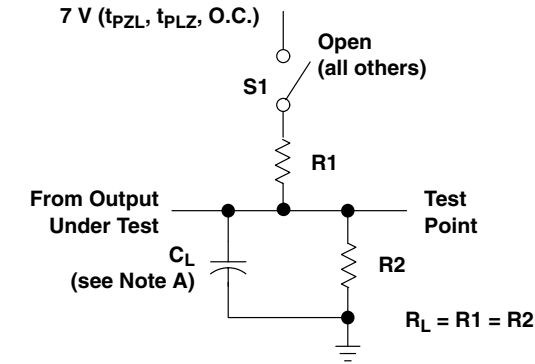 7 V (tPZL, tPLZ, O.C.)
Open
(all others)
S1
R1
From Output
Under Test
Test
Point
CL
(see Note A)
R2
RL = R1 = R2